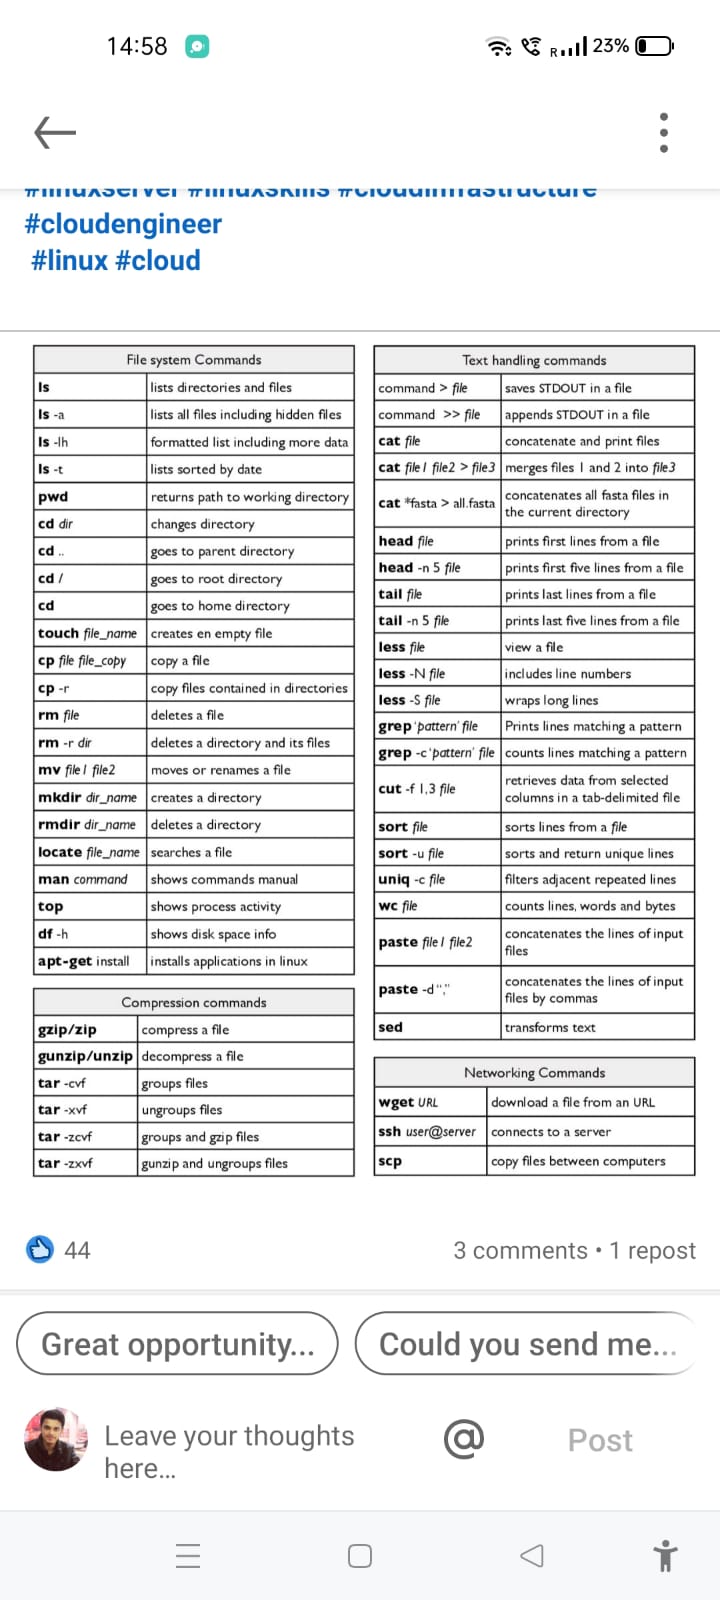 14:58
R 23%
#linuxserver #linuxskills #cloudinfrastructure
#cloudengineer
#linux #cloud
File system Commands
ls lists directories and files
ls -a lists all files including hidden files
ls -lh formatted list including more data
ls -t lists sorted by date
pwd returns path to working directory
cd dir changes directory
cd .. goes to parent directory
cd / goes to root directory
cd goes to home directory
touch file_name creates en empty file
cp file file_copy copy a file
cp -r copy files contained in directories
rm file deletes a file
rm -r dir deletes a directory and its files
mv file1 file2 moves or renames a file
mkdir dir_name creates a directory
rmdir dir_name deletes a directory
locate file_name searches a file
man command shows commands manual
top shows process activity
df -h shows disk space info
apt-get install installs applications in linux
Compression commands
gzip/zip compress a file
gunzip/unzip decompress a file
tar -cvf groups files
tar -xvf ungroups files
tar -zcvf groups and gzip files
tar -zxvf gunzip and ungroups files
Text handling commands
command > file saves STDOUT in a file
command >> file appends STDOUT in a file
cat file concatenate and print files
cat file1 file2 > file3 merges files 1 and 2 into file3
cat *fasta > all.fasta concatenates all fasta files in
the current directory
head file prints first lines from a file
head -n 5 file prints first five lines from a file
tail file prints last lines from a file
tail -n 5 file prints last five lines from a file
less file view a file
less -N file includes line numbers
less -S file wraps long lines
grep 'pattern' file Prints lines matching a pattern
grep -c 'pattern' file counts lines matching a pattern
cut -f 1,3 file retrieves data from selected
columns in a tab-delimited file
sort file sorts lines from a file
sort -u file sorts and return unique lines
uniq -c file filters adjacent repeated lines
wc file counts lines, words and bytes
paste file1 file2 concatenates the lines of input
files
paste -d "," concatenates the lines of input
files by commas
sed transforms text
Networking Commands
wget URL download a file from an URL
ssh user@server connects to a server
scp copy files between computers
44
3 comments • 1 repost
Great opportunity...
Could you send me...
Leave your thoughts
here...
@
Post